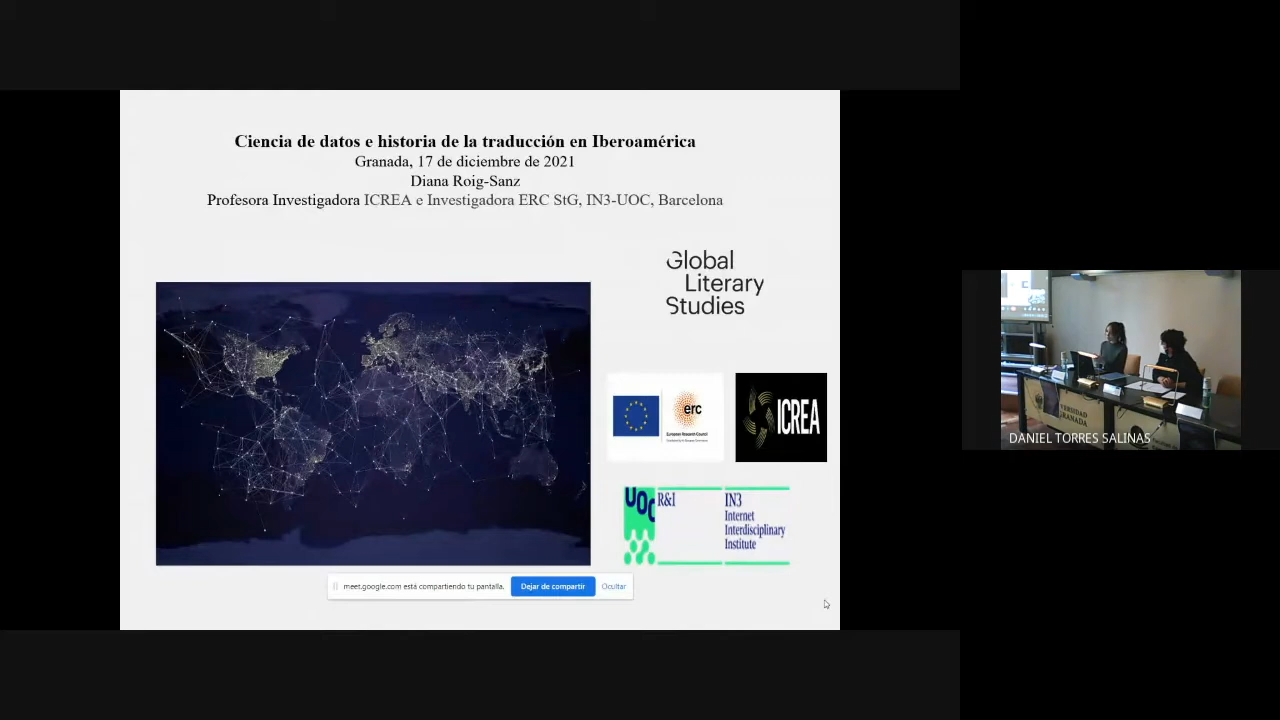 Ciencia de datos e historia de la traducción en Iberoamérica
Granada, 17 de diciembre de 2021
Diana Roig-Sanz
Profesora Investigadora ICREA e Investigadora ERC StG, IN3-UOC, Barcelona
Global
Literary
Studies
erc
European Research Council
ICREA
UOC
R&I
IN3
Internet
Interdisciplinary
Institute
meet.google.com está compartiendo tu pantalla.
Dejar de compartir
Ocultar
DANIEL TORRES SALINAS